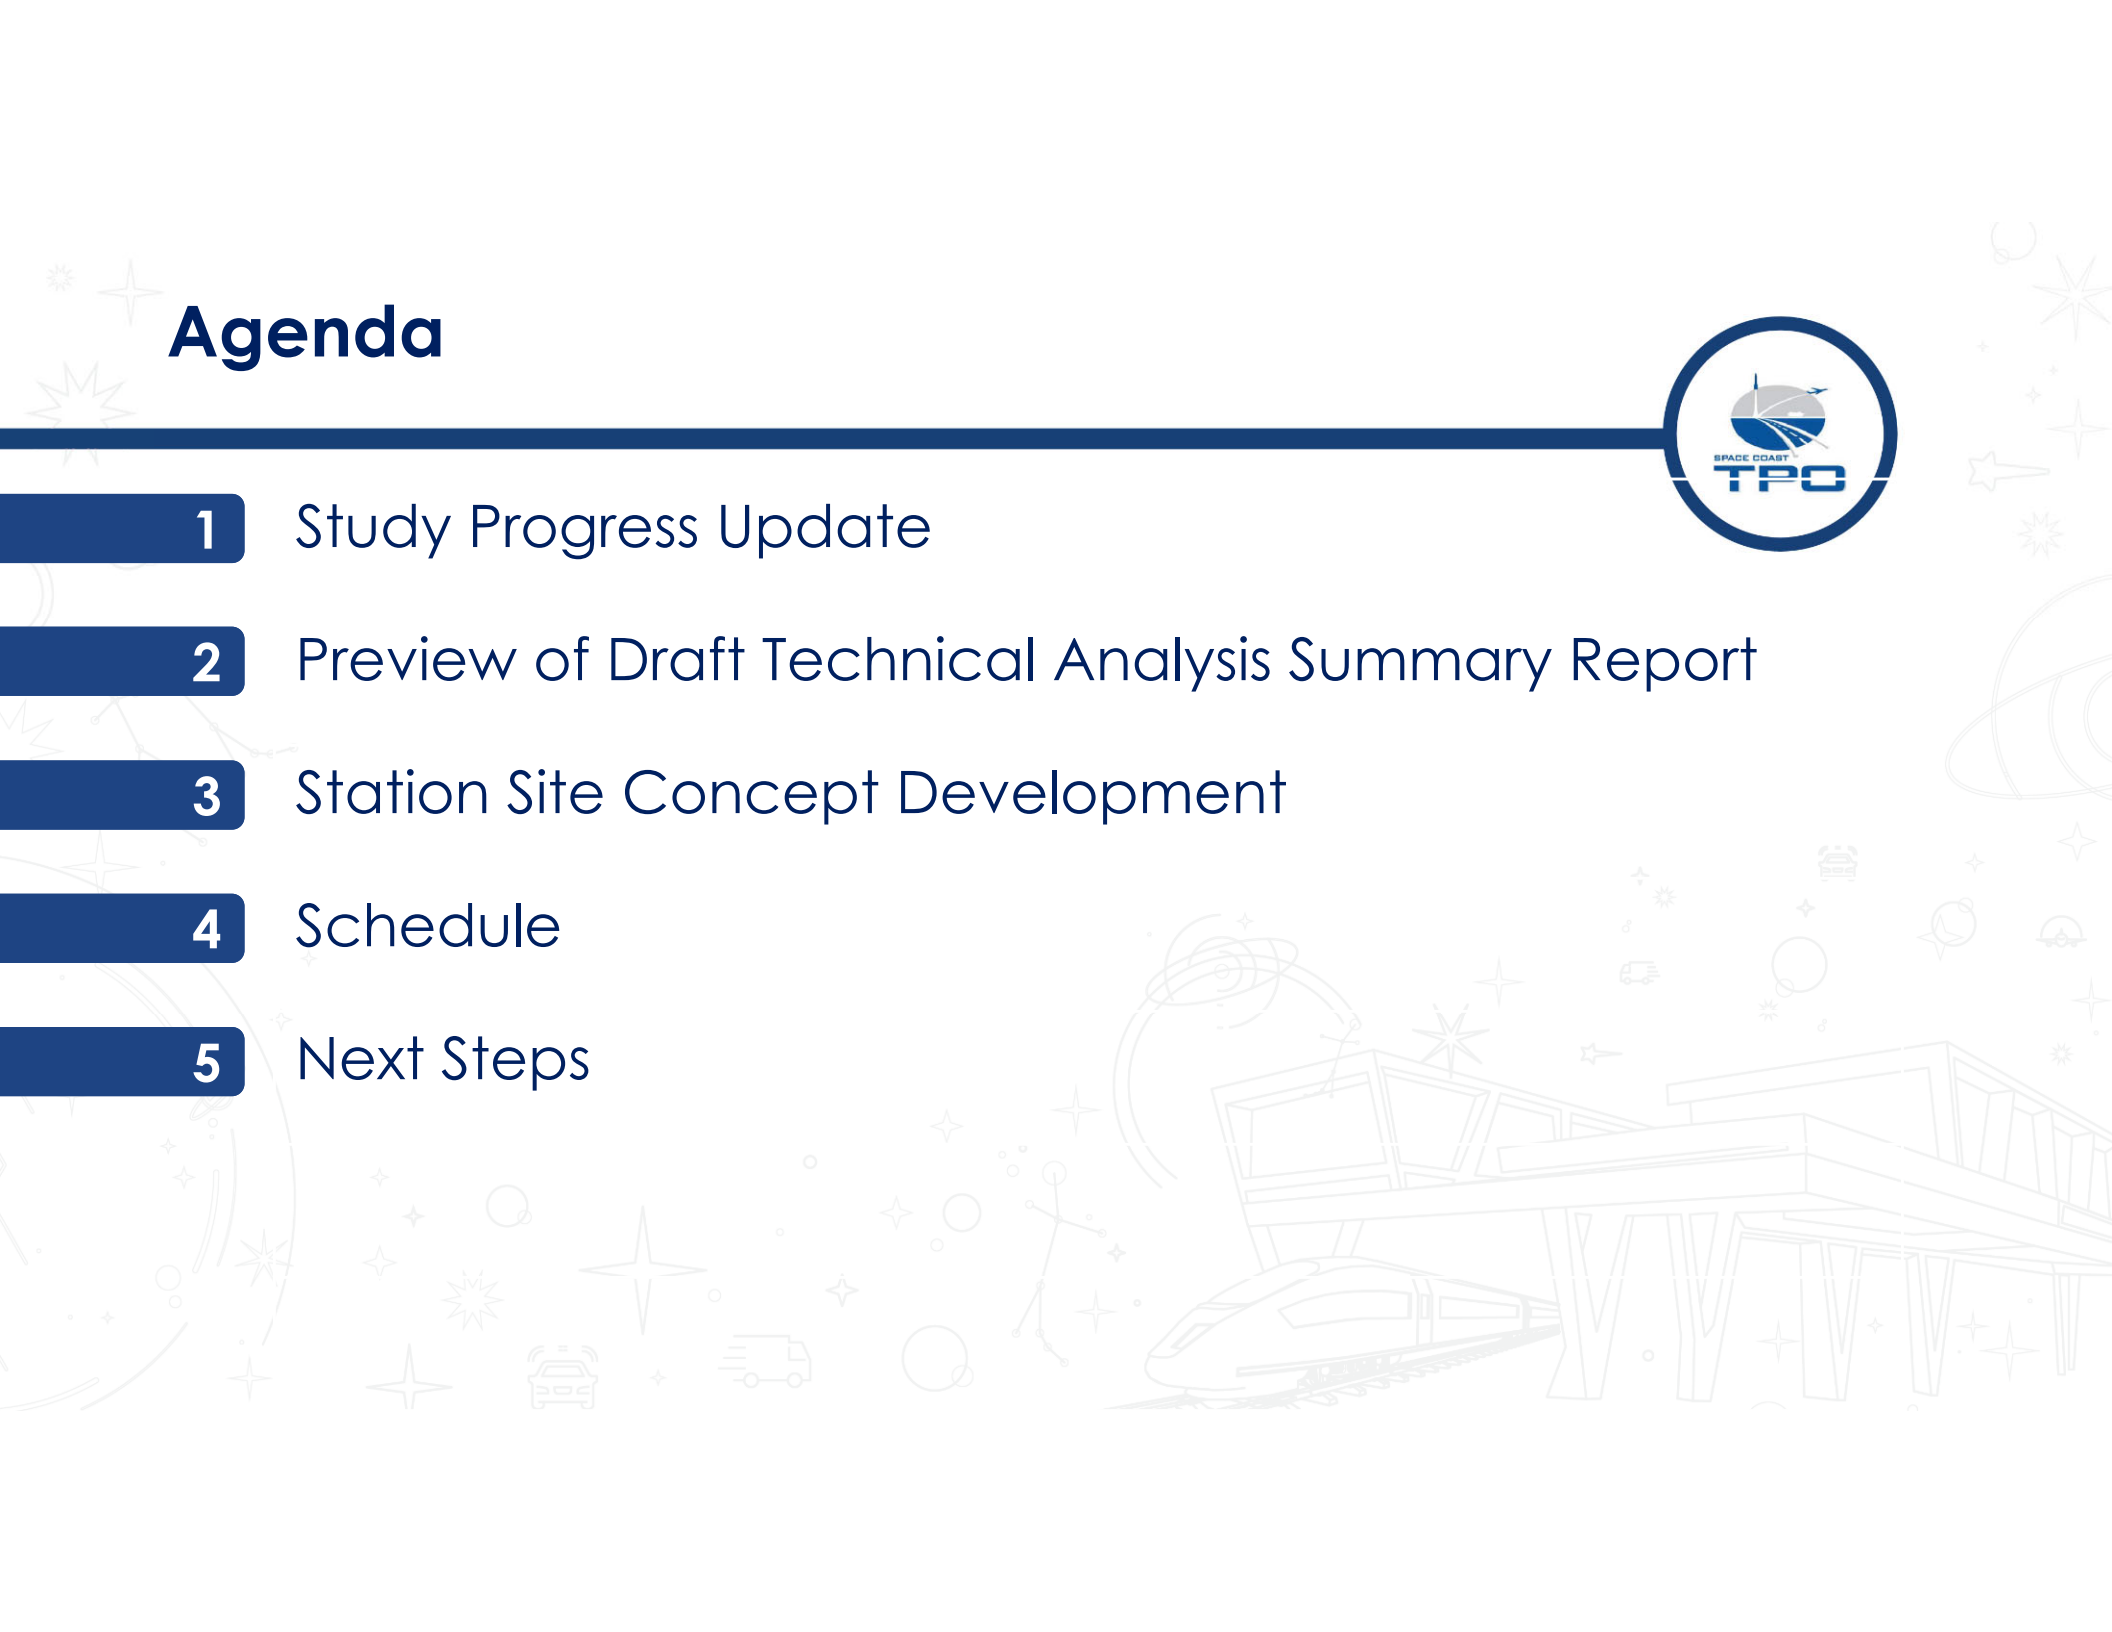 Agenda
SPACE COAST
TPO
1 Study Progress Update
2 Preview of Draft Technical Analysis Summary Report
3 Station Site Concept Development
4 Schedule
5 Next Steps